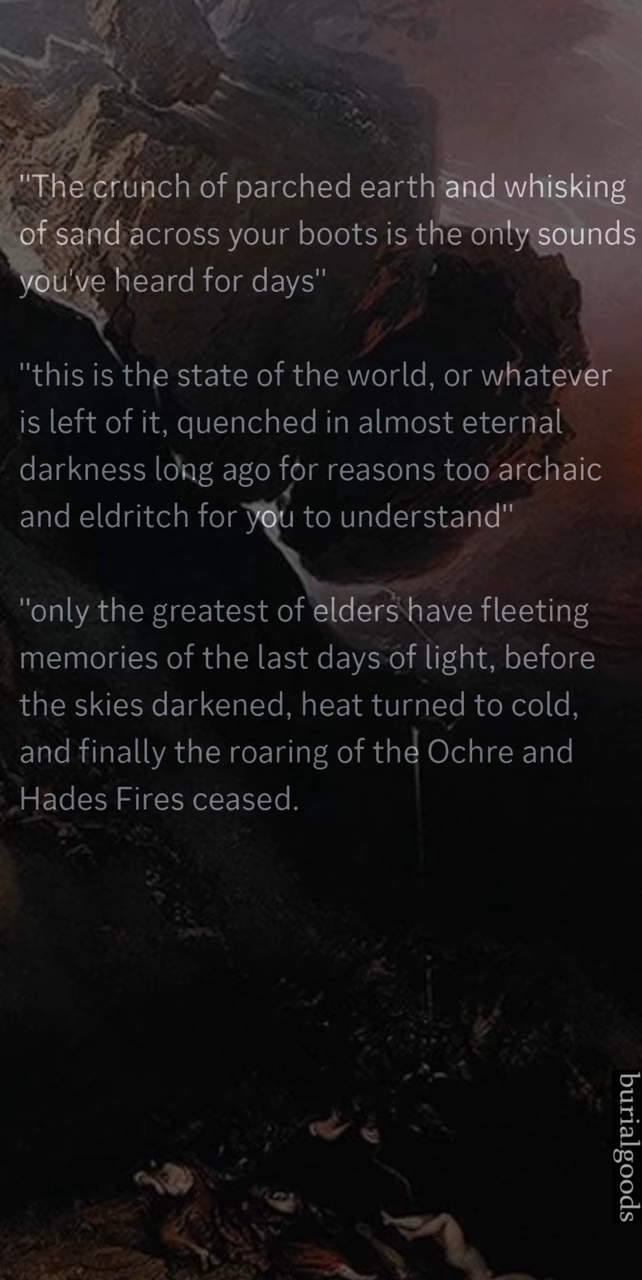 "The crunch of parched earth and whisking
of sand across your boots is the only sounds
you've heard for days"
"this is the state of the world, or whatever
is left of it, quenched in almost eternal
darkness long ago for reasons too archaic
and eldritch for you to understand"
"only the greatest of elders have fleeting
memories of the last days of light, before
the skies darkened, heat turned to cold,
and finally the roaring of the Ochre and
Hades Fires ceased.
burialgoods